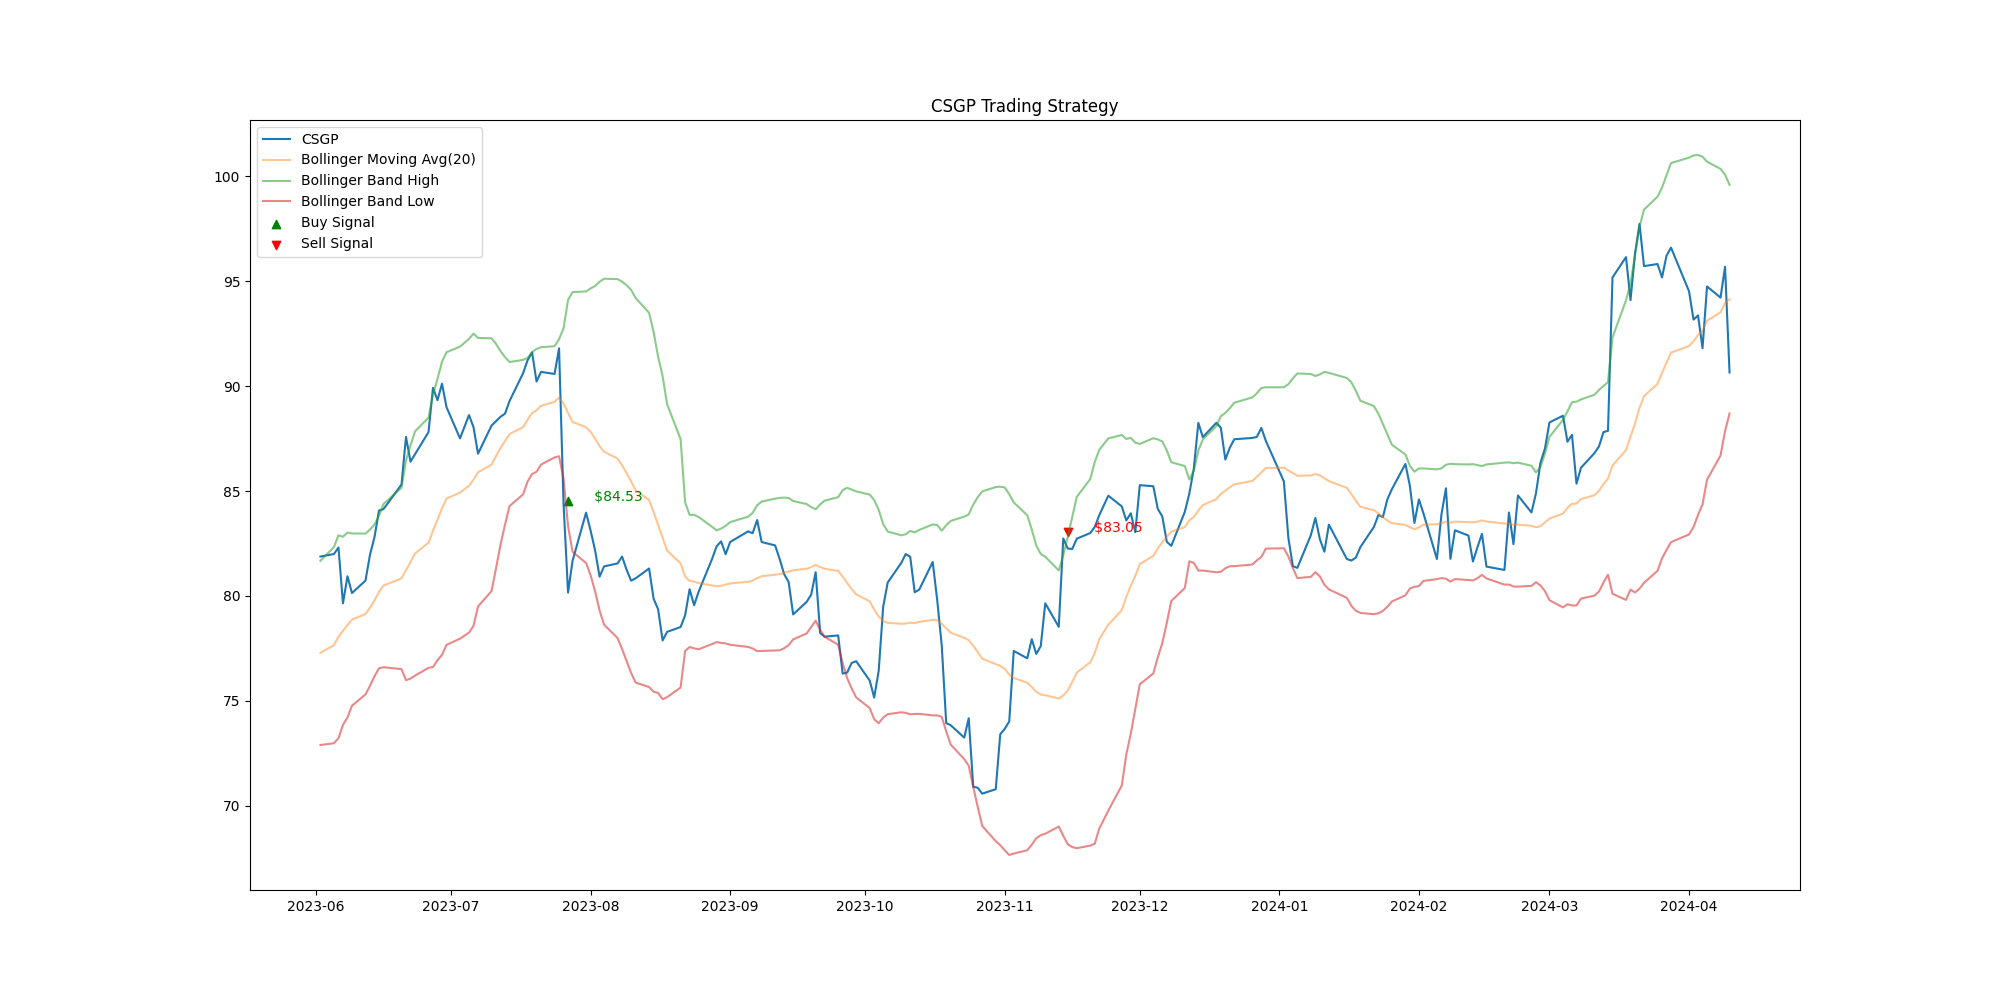 CSGP Trading Strategy
CSGP
Bollinger Moving Avg(20)
Bollinger Band High
Bollinger Band Low
Buy Signal
Sell Signal
100
95
90
85
80
75
70
$84.53
$83.05
2023-06 2023-07 2023-08 2023-09 2023-10 2023-11 2023-12 2024-01 2024-02 2024-03 2024-04